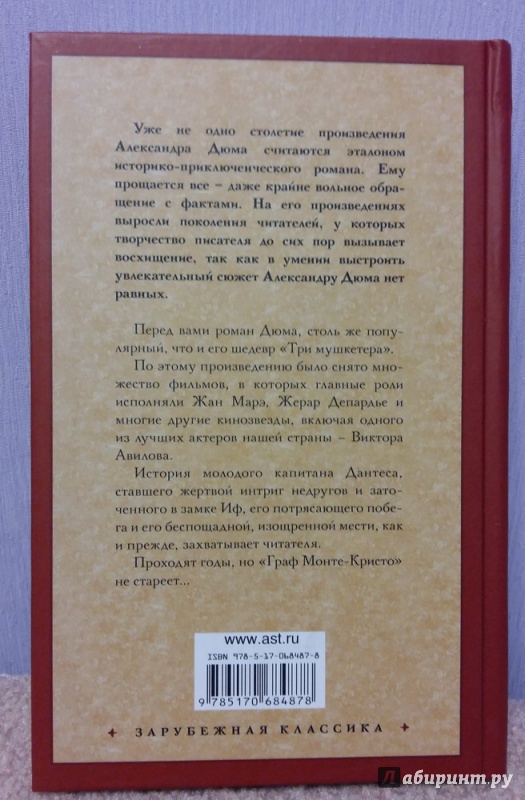 Уже не одно столетие произведения
Александра Дюма считаются эталоном
историко-приключенческого романа. Ему
прощается все – даже крайне вольное обра-
щение с фактами. На его произведениях
выросли поколения читателей, у которых
творчество писателя до сих пор вызывает
восхищение, так как в умении выстроить
увлекательный сюжет Александру Дюма нет
равных.
Перед вами роман Дюма, столь же попу-
лярный, что и его шедевр «Три мушкетера».
По этому произведению было снято мно-
жество фильмов, в которых главные роли
исполняли Жан Марэ, Жерар Депардье и
многие другие кинозвезды, включая одного
из лучших актеров нашей страны – Виктора
Авилова.
История молодого капитана Дантеса,
ставшего жертвой интриг недругов и зато-
ченного в замке Иф, его потрясающего побе-
га и его беспощадной, изощренной мести, как
и прежде, захватывает читателя.
Проходят годы, но «Граф Монте-Кристо»
не стареет...
www.ast.ru
ISBN 978-5-17-068487-8
9 785170 684878
ЗАРУБЕЖНАЯ КЛАССИКА
Лабиринт.ру